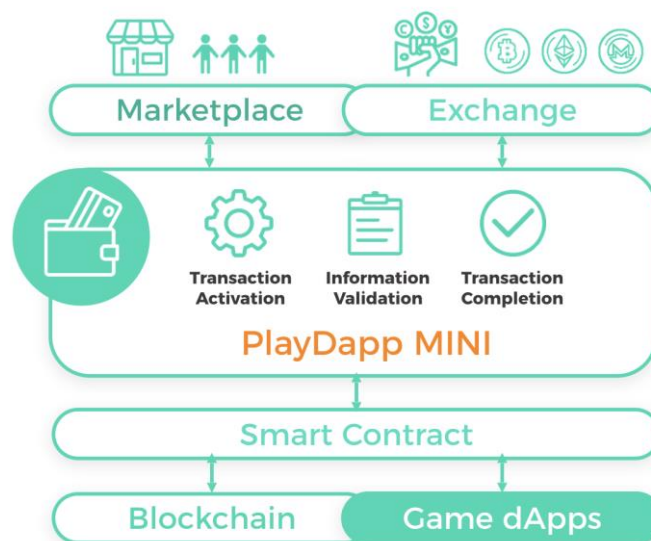 C $ Y
Marketplace
Exchange
Transaction
Activation
Information
Validation
Transaction
Completion
PlayDapp MINI
Smart Contract
Blockchain
Game dApps